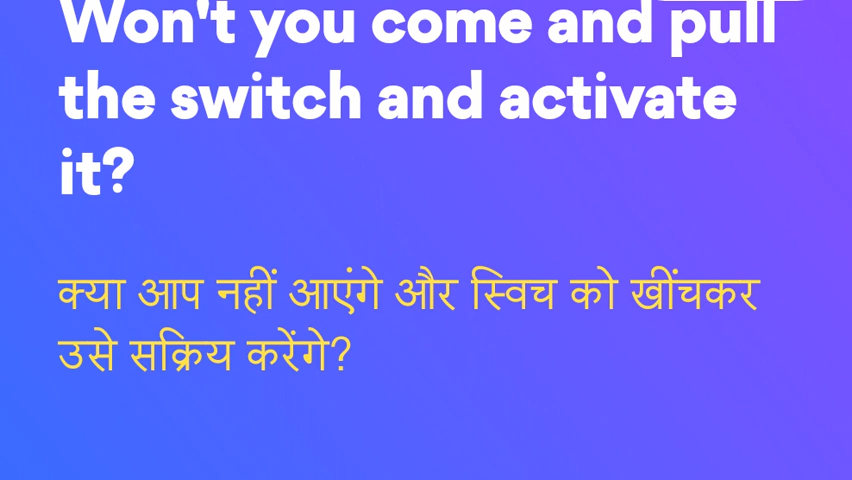 Won't you come and pull
the switch and activate
it?
क्या आप नहीं आएंगे और स्विच को खींचकर
उसे सक्रिय करेंगे?